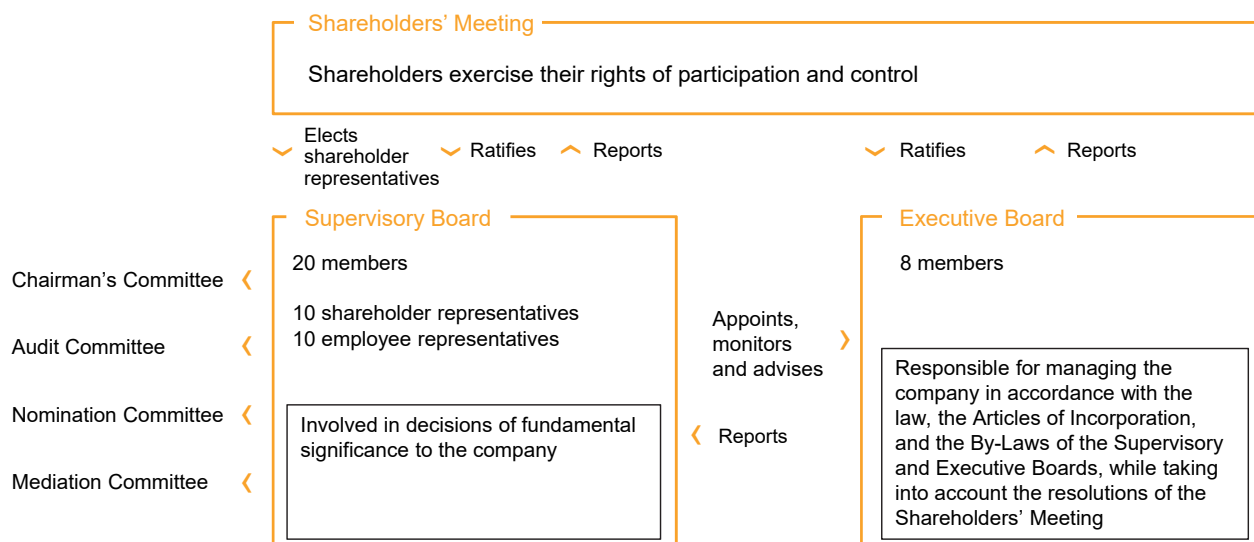 Shareholders’ Meeting
Shareholders exercise their rights of participation and control
Elects
shareholder
representatives
Ratifies
Reports
Ratifies
Reports
Supervisory Board
20 members
10 shareholder representatives
10 employee representatives
Involved in decisions of fundamental
significance to the company
Chairman’s Committee
Audit Committee
Nomination Committee
Mediation Committee
Appoints,
monitors
and advises
Reports
Executive Board
8 members
Responsible for managing the
company in accordance with the
law, the Articles of Incorporation,
and the By-Laws of the Supervisory
and Executive Boards, while taking
into account the resolutions of the
Shareholders’ Meeting